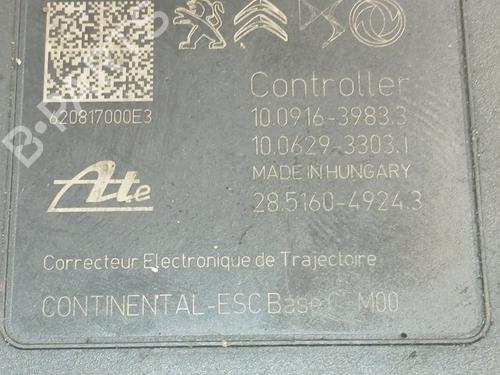 Controller
620817000E3
10.0916-3983.3
10.0629-3303.1
MADE IN HUNGARY
Ate
28.5160-4924.3
Correcteur Electronique de Trajectoire
CONTINENTAL-ESC Base M00